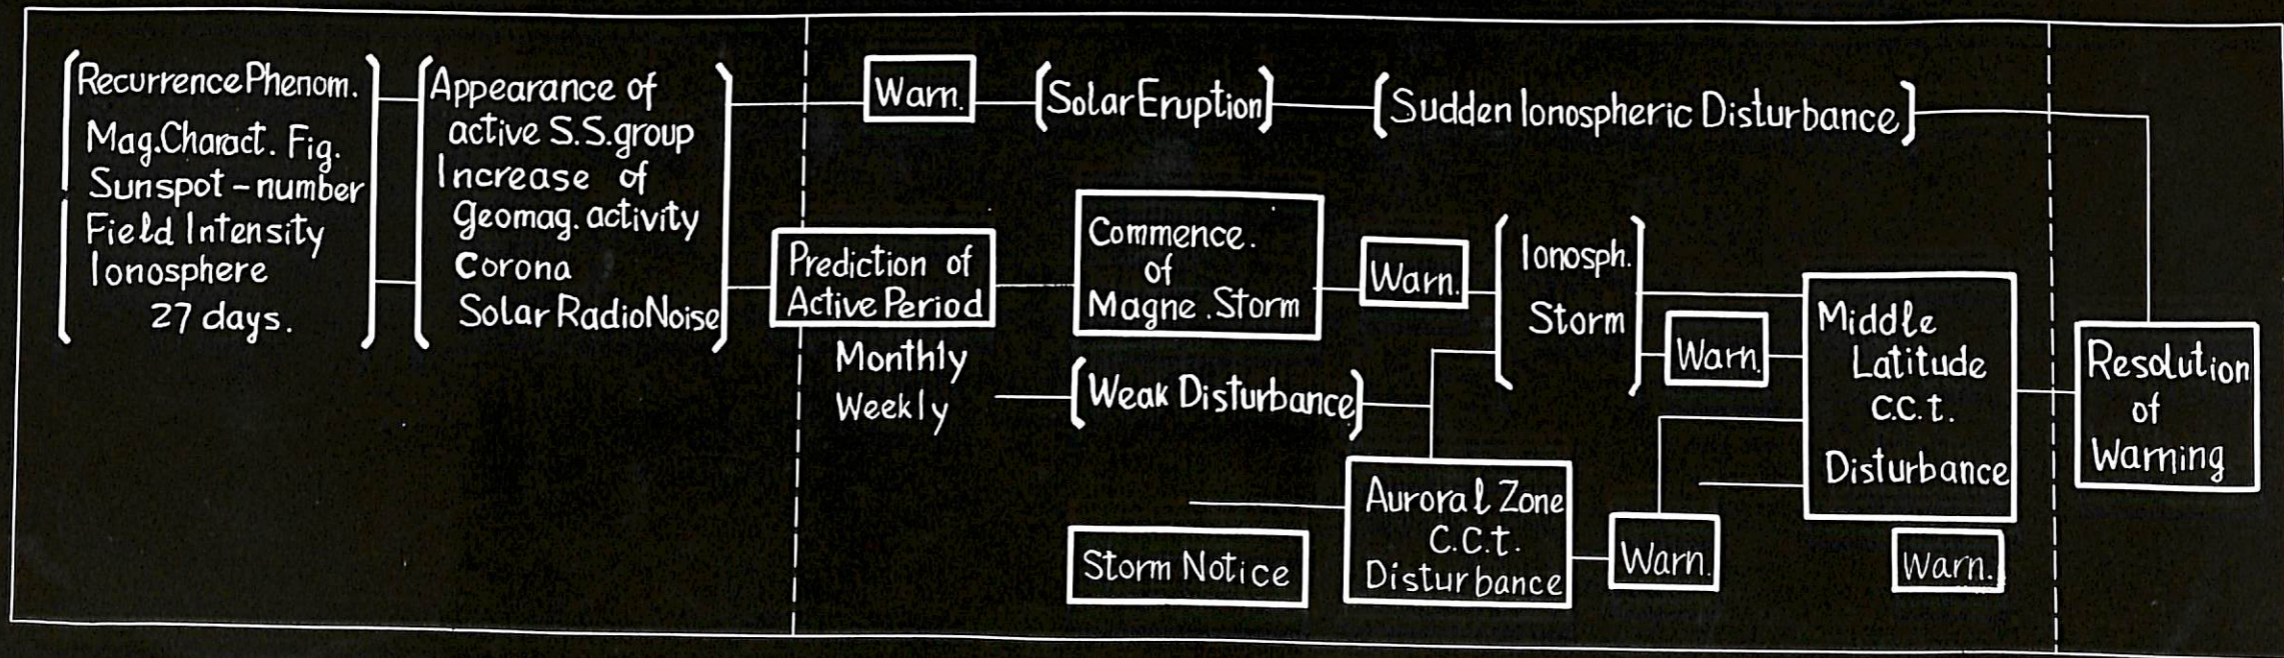 Recurrence Phenom.
Mag. Charact. Fig.
Sunspot-number
Field Intensity
Ionosphere
27 days.
Appearance of
active S.S. group
Increase of
geomag. activity
Corona
Solar Radio Noise
Warn.
Solar Eruption
Sudden Ionospheric Disturbance
Prediction of
Active Period
Monthly
Weekly
Commence.
of
Magne. Storm
Warn.
Ionosph.
Storm
Warn.
Weak Disturbance
Storm Notice
Auroral Zone
C.C.t.
Disturbance
Warn.
Middle
Latitude
C.C.t.
Disturbance
Warn.
Resolution
of
Warning